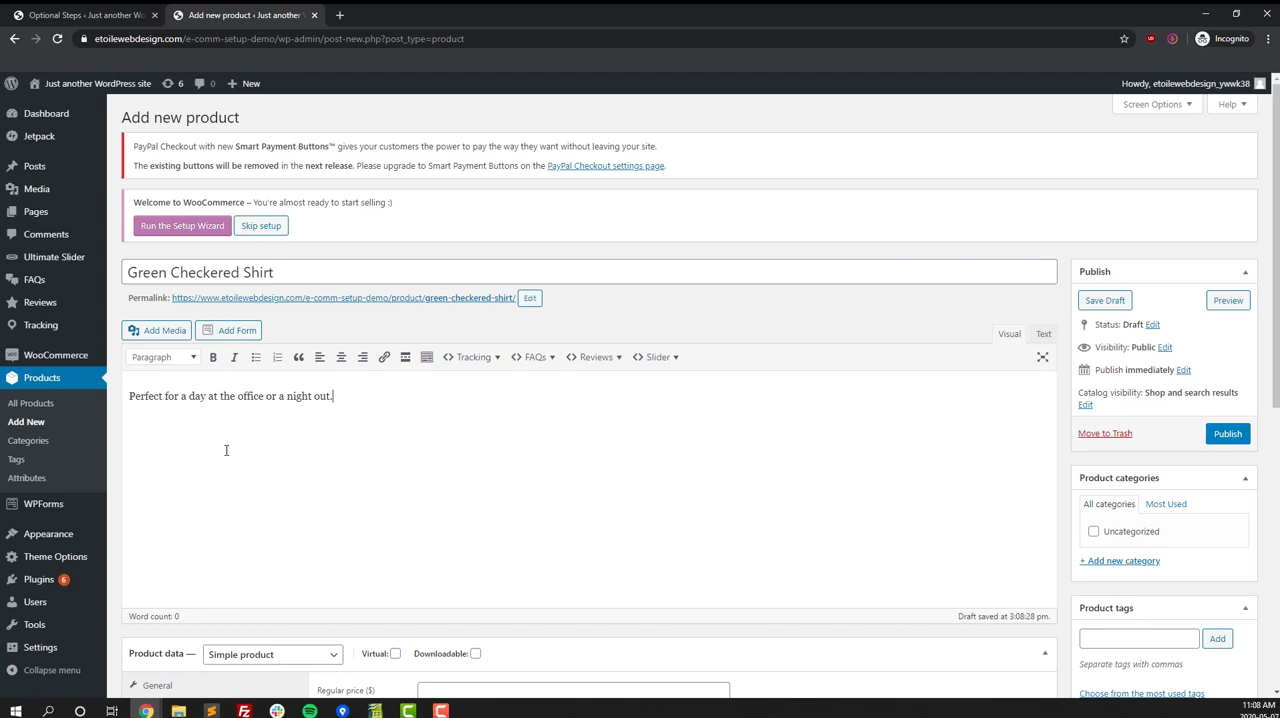 Optional Steps ‹ Just another Wo
Add new product ‹ Just another W
etoilewebdesign.com/e-comm-setup-demo/wp-admin/post-new.php?post_type=product
Incognito
Just another WordPress site
6
0
New
Howdy, etoilewebdesign_ywwk38
Screen Options
Help
Dashboard
Jetpack
Posts
Media
Pages
Comments
Ultimate Slider
FAQs
Reviews
Tracking
WooCommerce
Products
All Products
Add New
Categories
Tags
Attributes
WPForms
Appearance
Theme Options
Plugins 6
Users
Tools
Settings
Collapse menu
Add new product
PayPal Checkout with new Smart Payment Buttons™ gives your customers the power to pay the way they want without leaving your site.
The existing buttons will be removed in the next release. Please upgrade to Smart Payment Buttons on the PayPal Checkout settings page.
Welcome to WooCommerce – You're almost ready to start selling :)
Run the Setup Wizard
Skip setup
Green Checkered Shirt
Permalink: https://www.etoilewebdesign.com/e-comm-setup-demo/product/green-checkered-shirt/ Edit
Add Media
Add Form
Visual
Text
Paragraph
B
I
Tracking
FAQs
Reviews
Slider
Perfect for a day at the office or a night out.
Word count: 0
Draft saved at 3:08:28 pm.
Product data —
Simple product
Virtual:
Downloadable:
General
Regular price ($)
Publish
Save Draft
Preview
Status: Draft Edit
Visibility: Public Edit
Publish immediately Edit
Catalog visibility: Shop and search results
Edit
Move to Trash
Publish
Product categories
All categories
Most Used
Uncategorized
+ Add new category
Product tags
Add
Separate tags with commas
Choose from the most used tags
11:08 AM
2020-05-07